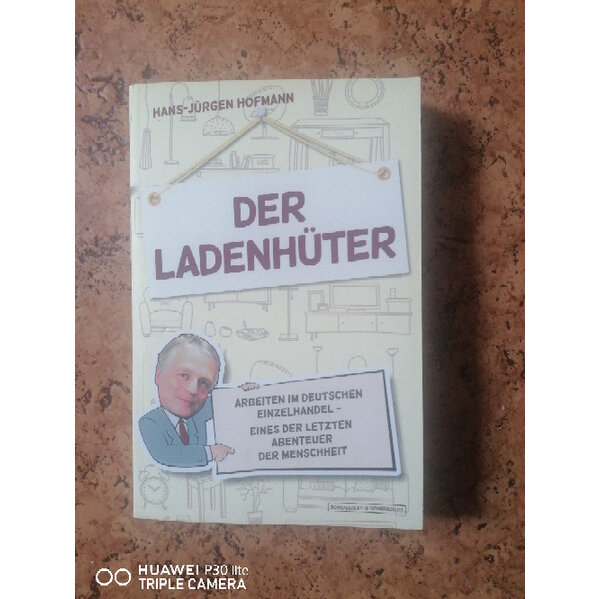 HANS-JÜRGEN HOFMANN
DER
LADENHÜTER
ARBEITEN IM DEUTSCHEN
EINZELHANDEL –
EINES DER LETZTEN
ABENTEUER
DER MENSCHHEIT
HUAWEI P30 lite
TRIPLE CAMERA